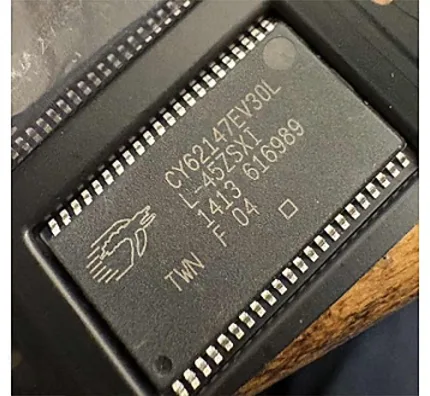 CY62147EV30L
L-45ZSXI
1413 616989
F 04
TWN